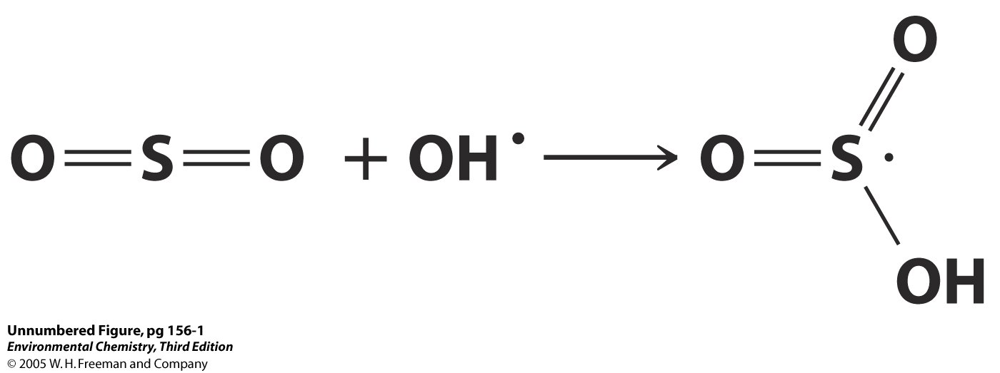 O=S=O + OH• → O=S•
O
OH
Unnumbered Figure, pg 156-1
Environmental Chemistry, Third Edition
© 2005 W. H. Freeman and Company